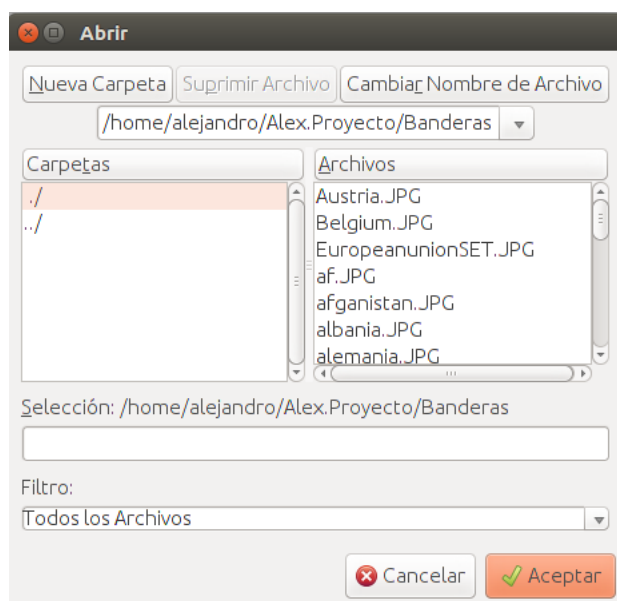 Abrir
Nueva Carpeta Suprimir Archivo Cambiar Nombre de Archivo
/home/alejandro/Alex.Proyecto/Banderas
Carpetas
./
../
Archivos
Austria.JPG
Belgium.JPG
EuropeanunionSET.JPG
af.JPG
afganistan.JPG
albania.JPG
alemania.JPG
Selección: /home/alejandro/Alex.Proyecto/Banderas
Filtro:
Todos los Archivos
Cancelar Aceptar